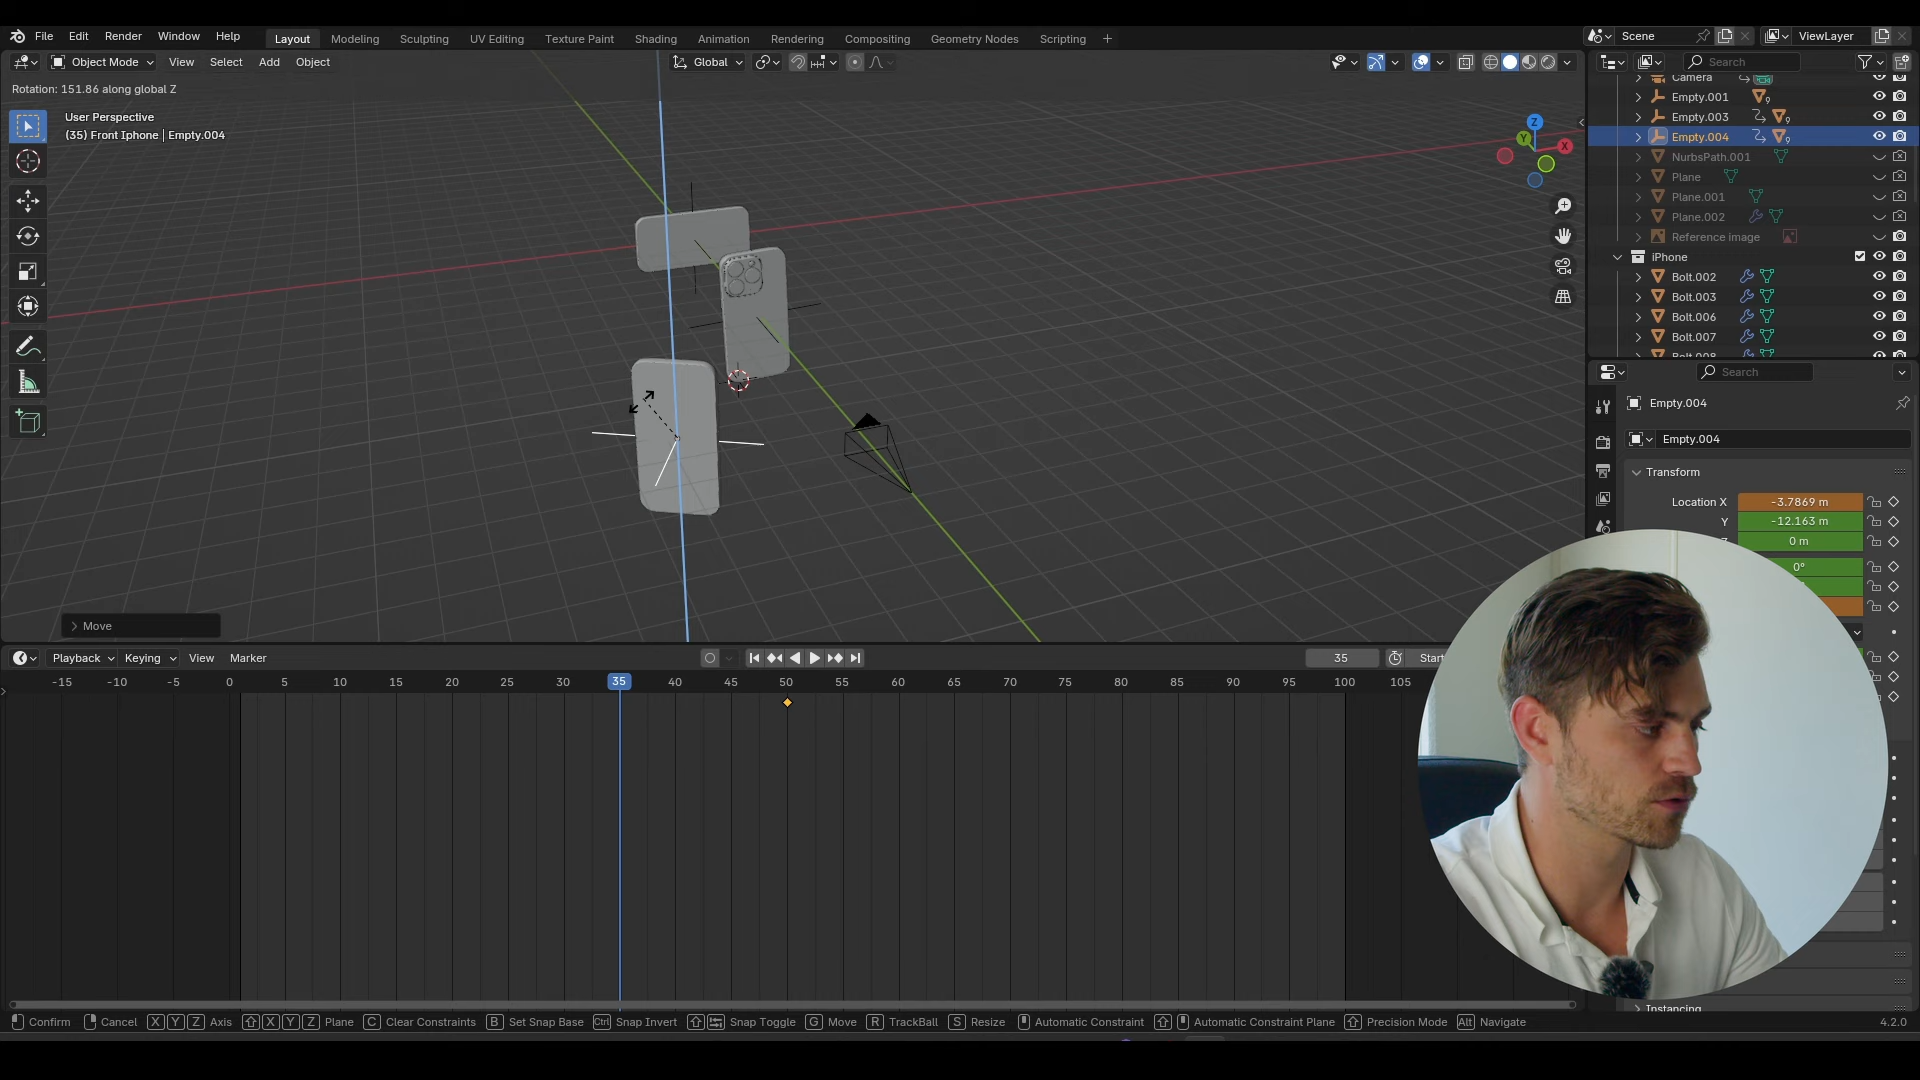 File Edit Render Window Help Layout Modeling Sculpting UV Editing Texture Paint Shading Animation Rendering Compositing Geometry Nodes Scripting + Scene ViewLayer
Object Mode View Select Add Object Global Search
Rotation: 151.86 along global Z
User Perspective
(35) Front Iphone | Empty.004
Z
Y
X
Camera
Empty.001
Empty.003
Empty.004
NurbsPath.001
Plane
Plane.001
Plane.002
Reference image
iPhone
Bolt.002
Bolt.003
Bolt.006
Bolt.007
Bolt.008
Search
Empty.004
Empty.004
Transform
Location X -3.7869 m
Y -12.163 m
0 m
0°
Instancing
Move
Playback Keying View Marker 35 Start
-15 -10 -5 0 5 10 15 20 25 30 35 40 45 50 55 60 65 70 75 80 85 90 95 100 105
Confirm Cancel X Y Z Axis X Y Z Plane C Clear Constraints B Set Snap Base Ctrl Snap Invert Snap Toggle G Move R TrackBall S Resize Automatic Constraint Automatic Constraint Plane Precision Mode Alt Navigate 4.2.0